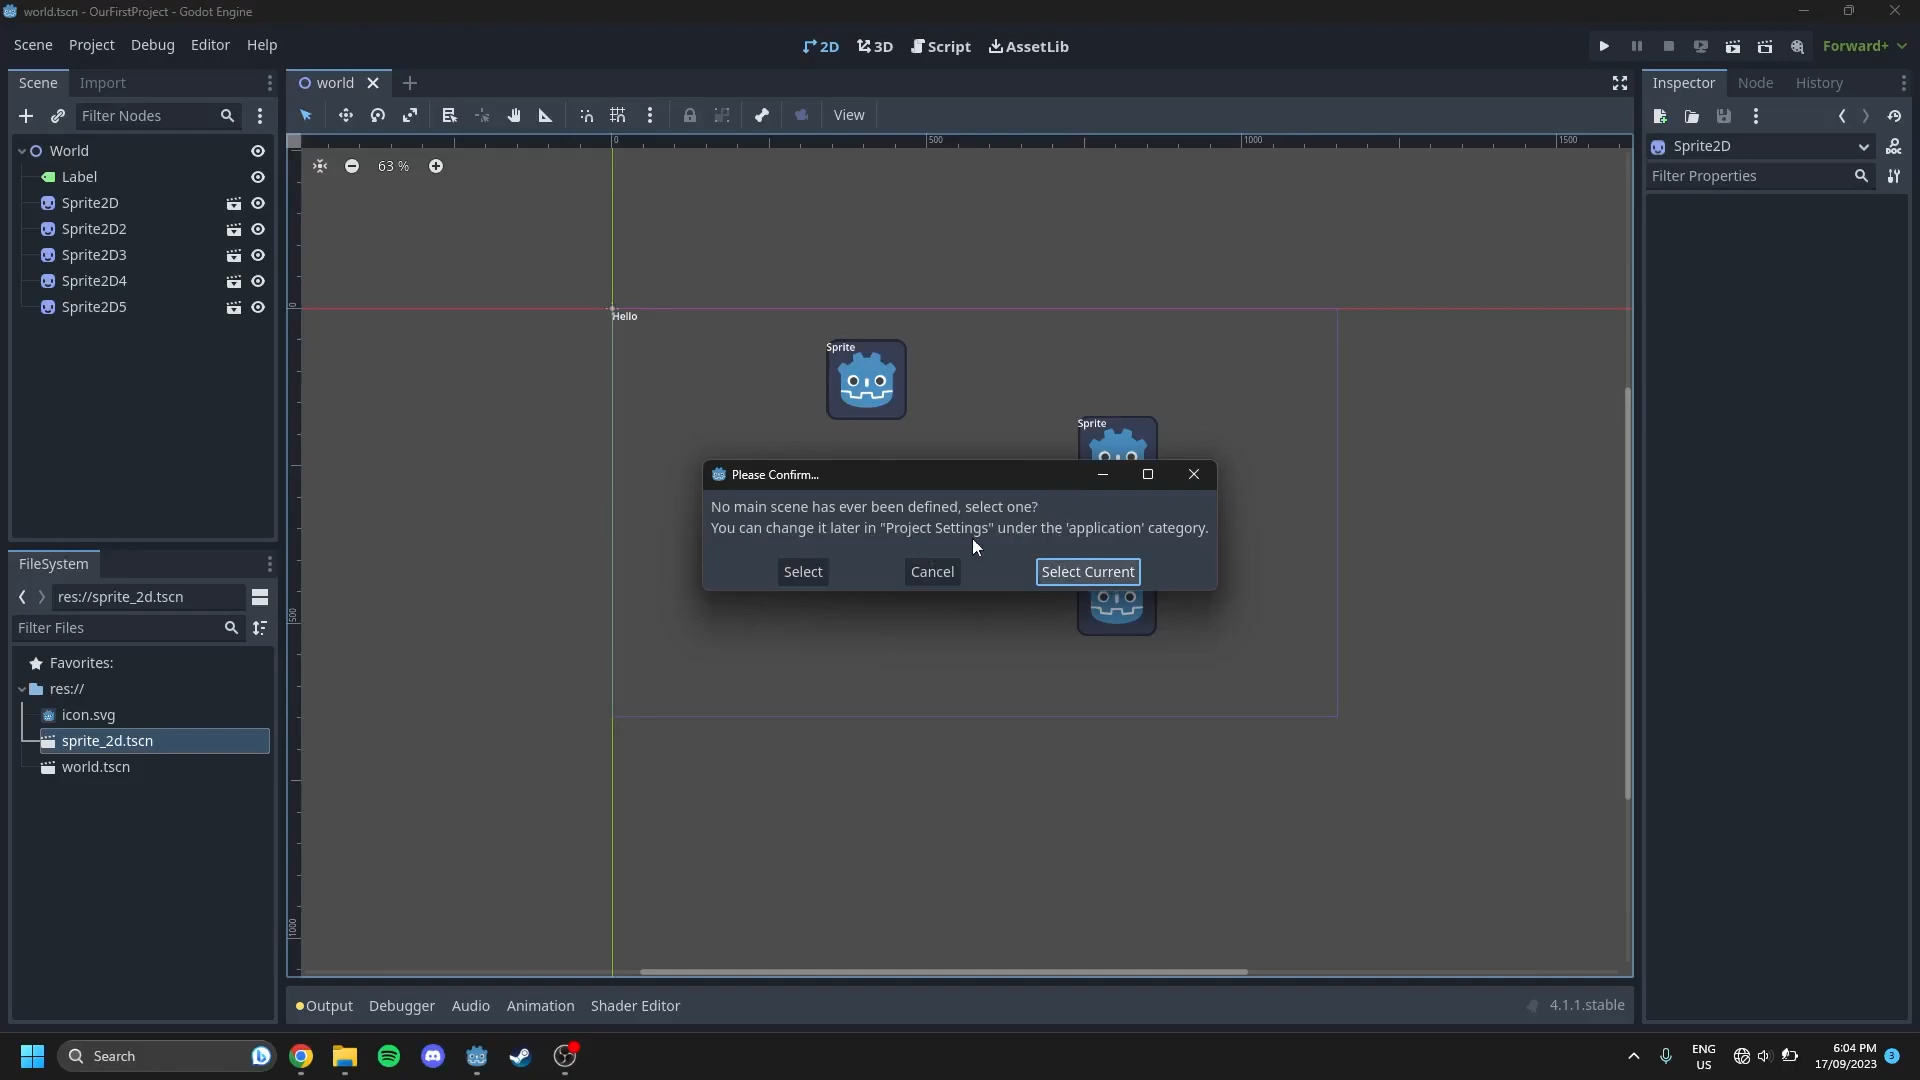 world.tscn - OurFirstProject - Godot Engine
Scene Project Debug Editor Help
2D 3D Script AssetLib
Forward+
Scene Import
world
Inspector Node History
Filter Nodes
View
Sprite2D
Filter Properties
63 %
0 500 1000 1500
World
Label
Sprite2D
Sprite2D2
Sprite2D3
Sprite2D4
Sprite2D5
0
500
1000
Hello
Sprite
Sprite
Please Confirm...
No main scene has ever been defined, select one?
You can change it later in "Project Settings" under the 'application' category.
Select Cancel Select Current
FileSystem
res://sprite_2d.tscn
Filter Files
Favorites:
res://
icon.svg
sprite_2d.tscn
world.tscn
Output Debugger Audio Animation Shader Editor
4.1.1.stable
Search
ENG
US
6:04 PM
17/09/2023
3